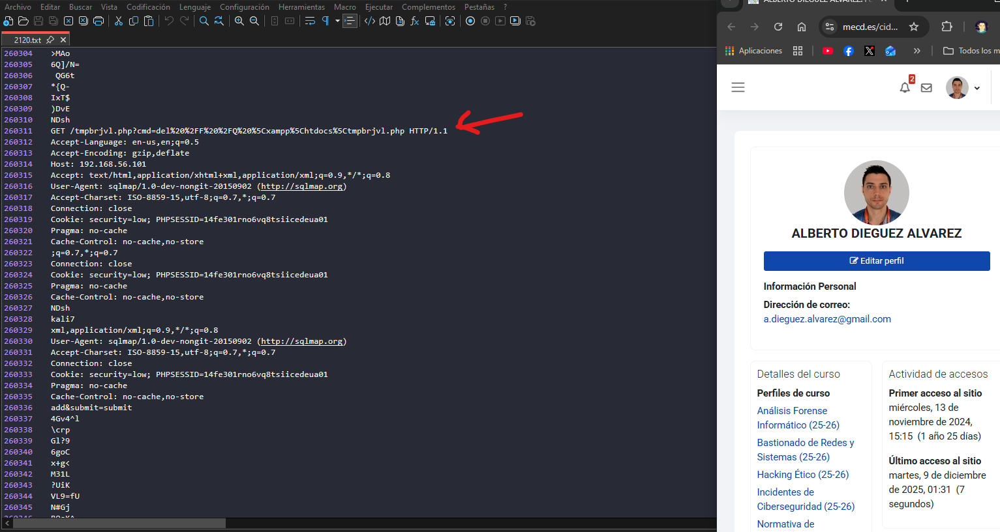 Archivo Editar Buscar Vista Codificación Lenguaje Configuración Herramientas Macro Ejecutar Complementos Pestañas ?
2120.txt
260304 >MAo
260305 6Q]/N=
260306 QG6t
260307 *{Q-
260308 IxT$
260309 )DvE
260310 NDsh
260311 GET /tmpbrjvl.php?cmd=del%20%2FF%20%2FQ%20%5Cxampp%5Chtdocs%5Ctmpbrjvl.php HTTP/1.1
260312 Accept-Language: en-us,en;q=0.5
260313 Accept-Encoding: gzip,deflate
260314 Host: 192.168.56.101
260315 Accept: text/html,application/xhtml+xml,application/xml;q=0.9,*/*;q=0.8
260316 User-Agent: sqlmap/1.0-dev-nongit-20150902 (http://sqlmap.org)
260317 Accept-Charset: ISO-8859-15,utf-8;q=0.7,*;q=0.7
260318 Connection: close
260319 Cookie: security=low; PHPSESSID=14fe301rno6vq8tsiicedeua01
260320 Pragma: no-cache
260321 Cache-Control: no-cache,no-store
260322 ;q=0.7,*;q=0.7
260323 Connection: close
260324 Cookie: security=low; PHPSESSID=14fe301rno6vq8tsiicedeua01
260325 Pragma: no-cache
260326 Cache-Control: no-cache,no-store
260327 NDsh
260328 kali7
260329 xml,application/xml;q=0.9,*/*;q=0.8
260330 User-Agent: sqlmap/1.0-dev-nongit-20150902 (http://sqlmap.org)
260331 Accept-Charset: ISO-8859-15,utf-8;q=0.7,*;q=0.7
260332 Connection: close
260333 Cookie: security=low; PHPSESSID=14fe301rno6vq8tsiicedeua01
260334 Pragma: no-cache
260335 Cache-Control: no-cache,no-store
260336 add&submit=submit
260337 4Gv4^l
260338 \crp
260339 Gl?9
260340 6goC
260341 x+g<
260342 M31L
260343 ?UiK
260344 VL9=fU
260345 N#Gj
ALBERTO DIEGUEZ ALVAREZ:
mecd.es/cid...
Aplicaciones
Todos los m
2
ALBERTO DIEGUEZ ALVAREZ
Editar perfil
Información Personal
Dirección de correo:
a.dieguez.alvarez@gmail.com
Detalles del curso
Perfiles de curso
Análisis Forense
Informático (25-26)
Bastionado de Redes y
Sistemas (25-26)
Hacking Ético (25-26)
Incidentes de
Ciberseguridad (25-26)
Normativa de
Actividad de accesos
Primer acceso al sitio
miércoles, 13 de
noviembre de 2024,
15:15 (1 año 25 días)
Último acceso al sitio
martes, 9 de diciembre
de 2025, 01:31 (7
segundos)